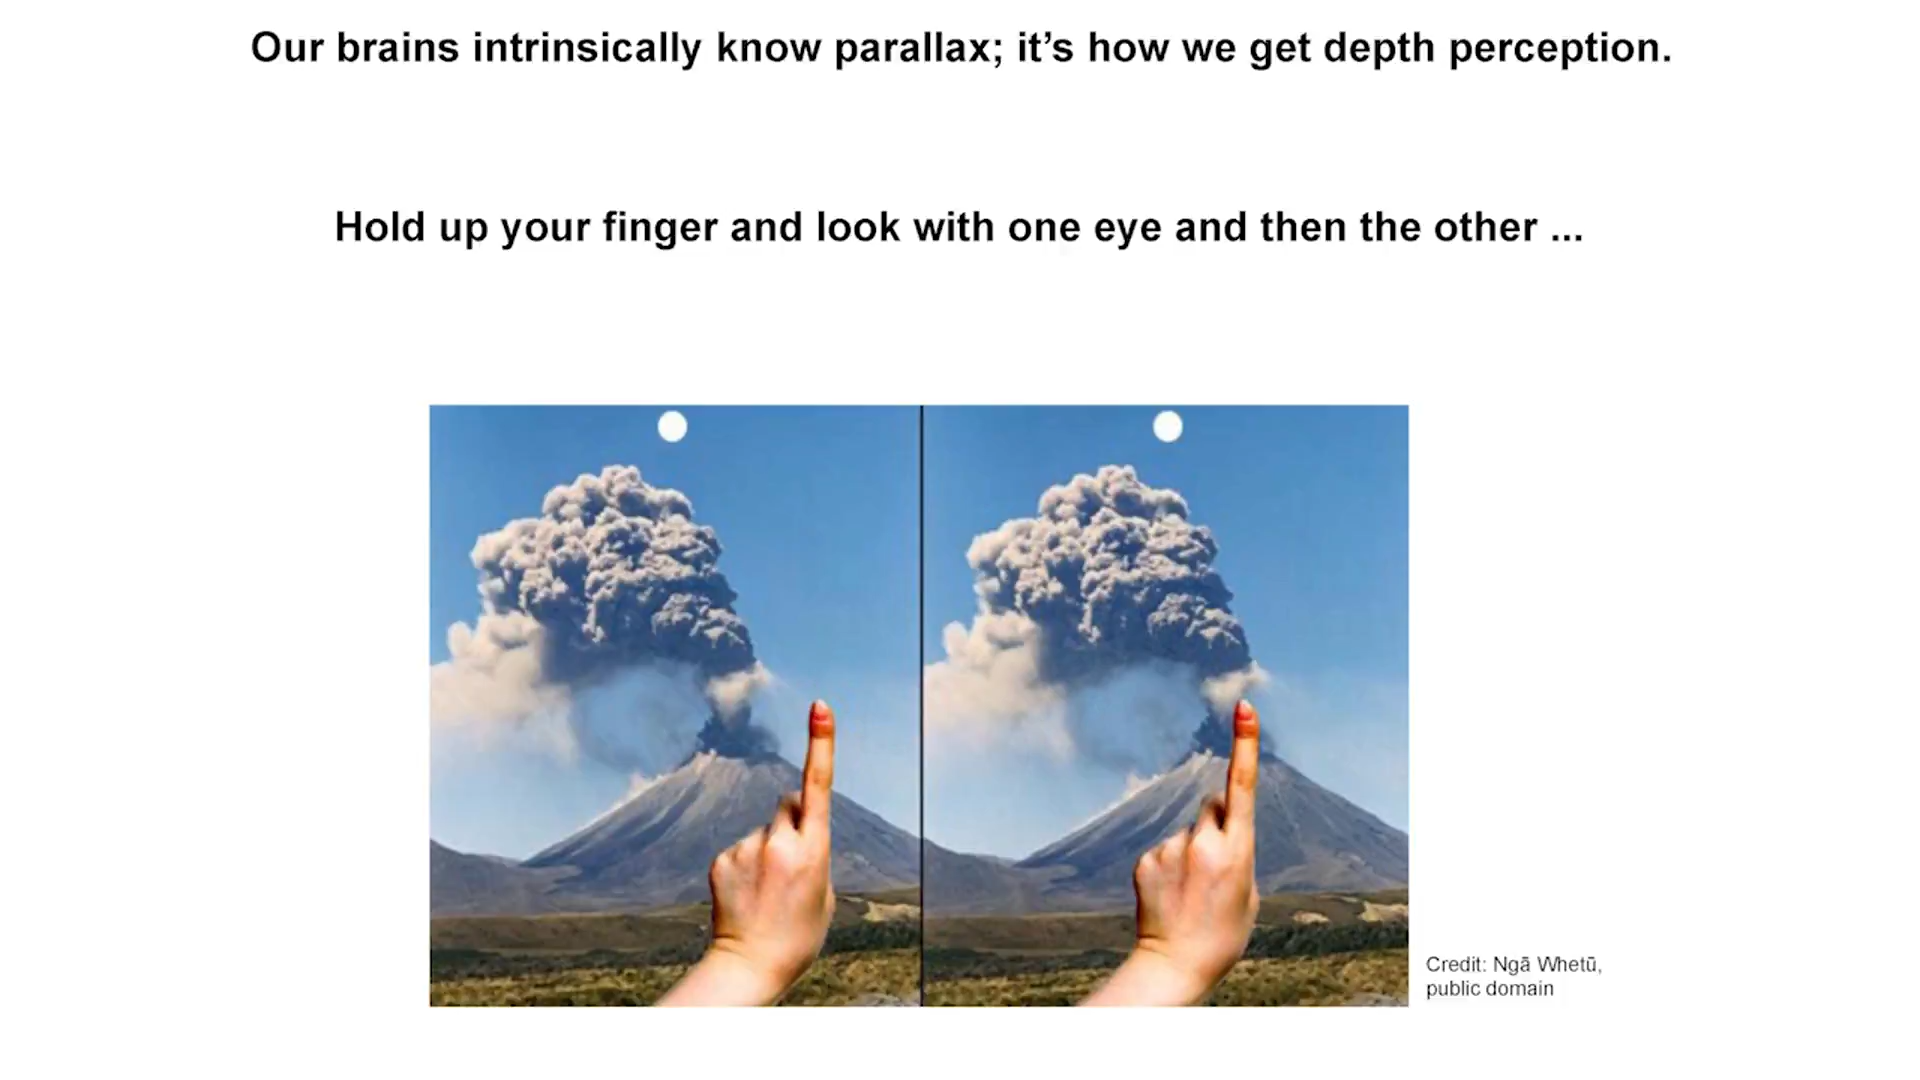 Our brains intrinsically know parallax; it’s how we get depth perception.
Hold up your finger and look with one eye and then the other ...
Credit: Ngā Whetū,
public domain